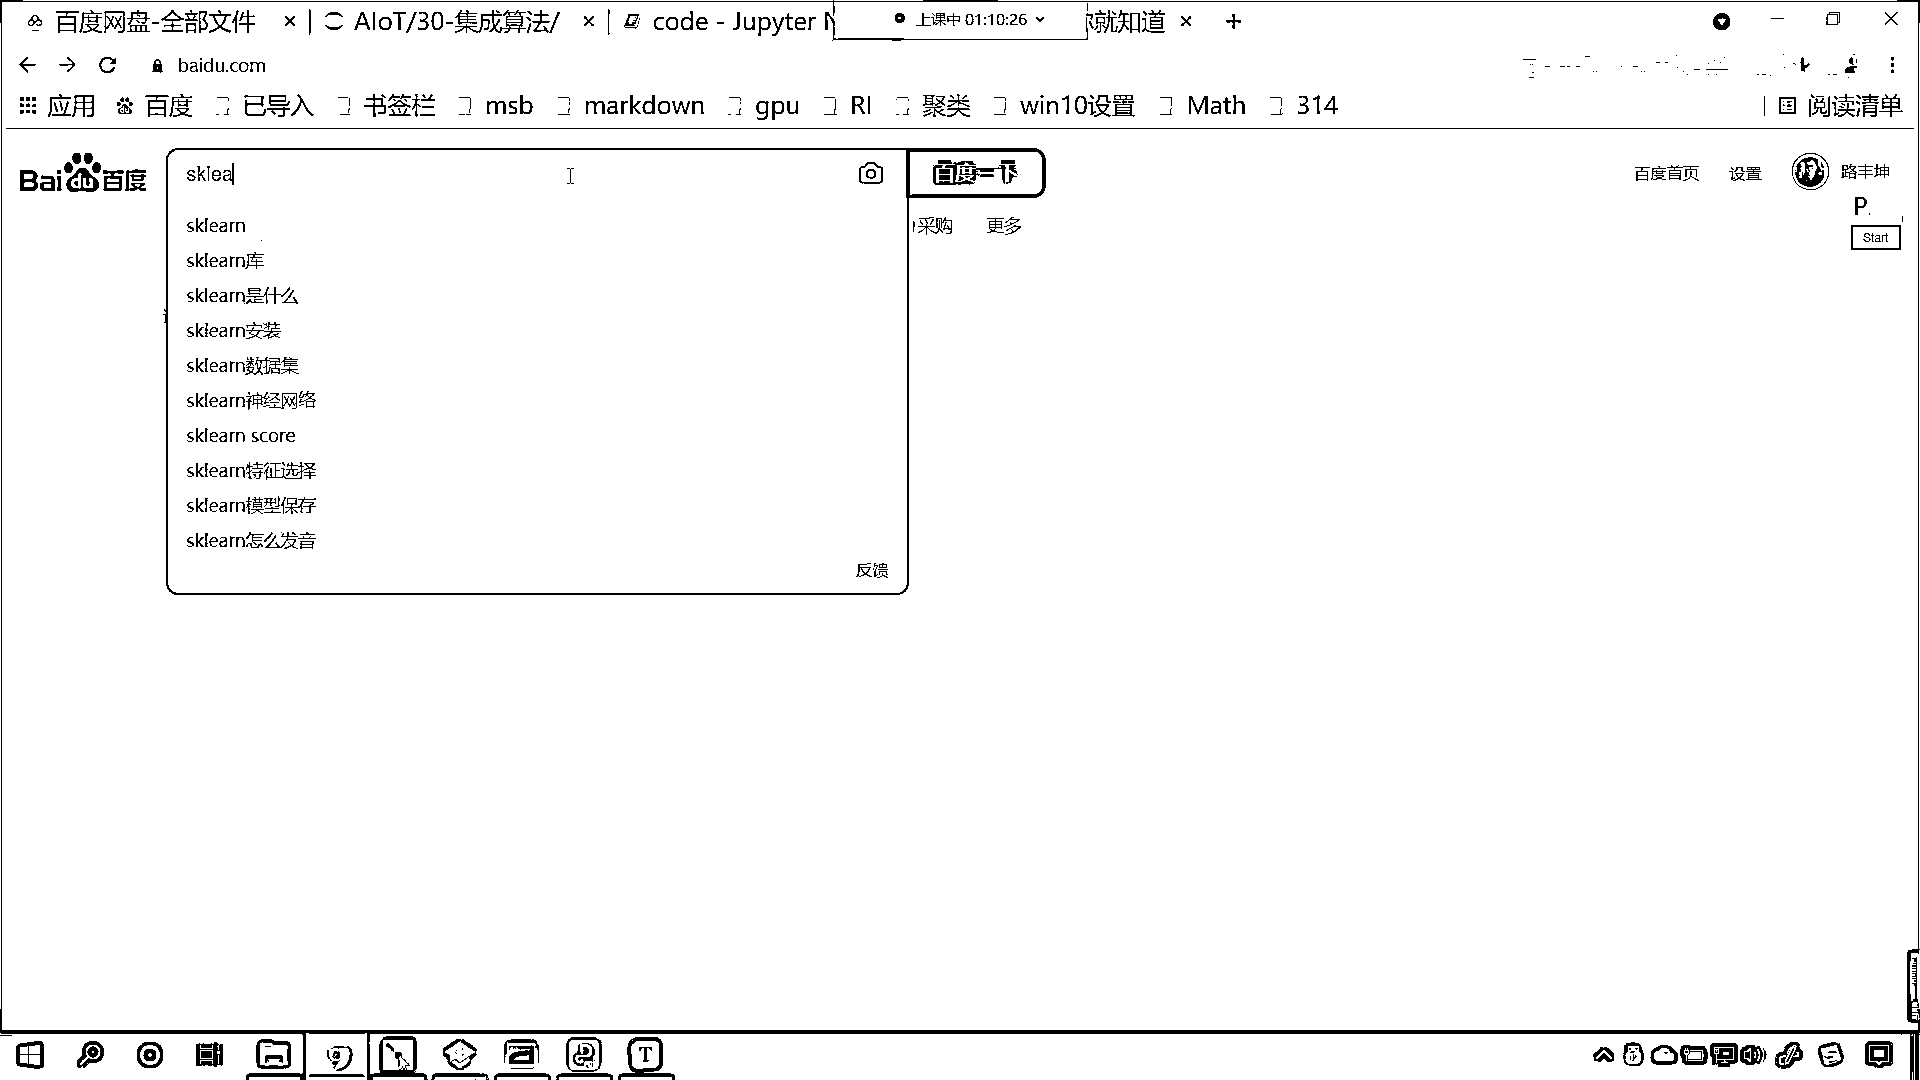 百度网盘-全部文件 × AIoT/30-集成算法/ × code - Jupyter N 上课中 01:10:26 你就知道 × +
baidu.com
应用 百度 已导入 书签栏 msb markdown gpu RI 聚类 win10设置 Math 314 阅读清单
Bai du 百度 sklea 百度一下 百度首页 设置 路丰坤
P.
sklearn 采购 更多 Start
sklearn库
sklearn是什么
sklearn安装
sklearn数据集
sklearn神经网络
sklearn score
sklearn特征选择
sklearn模型保存
sklearn怎么发音
反馈
T